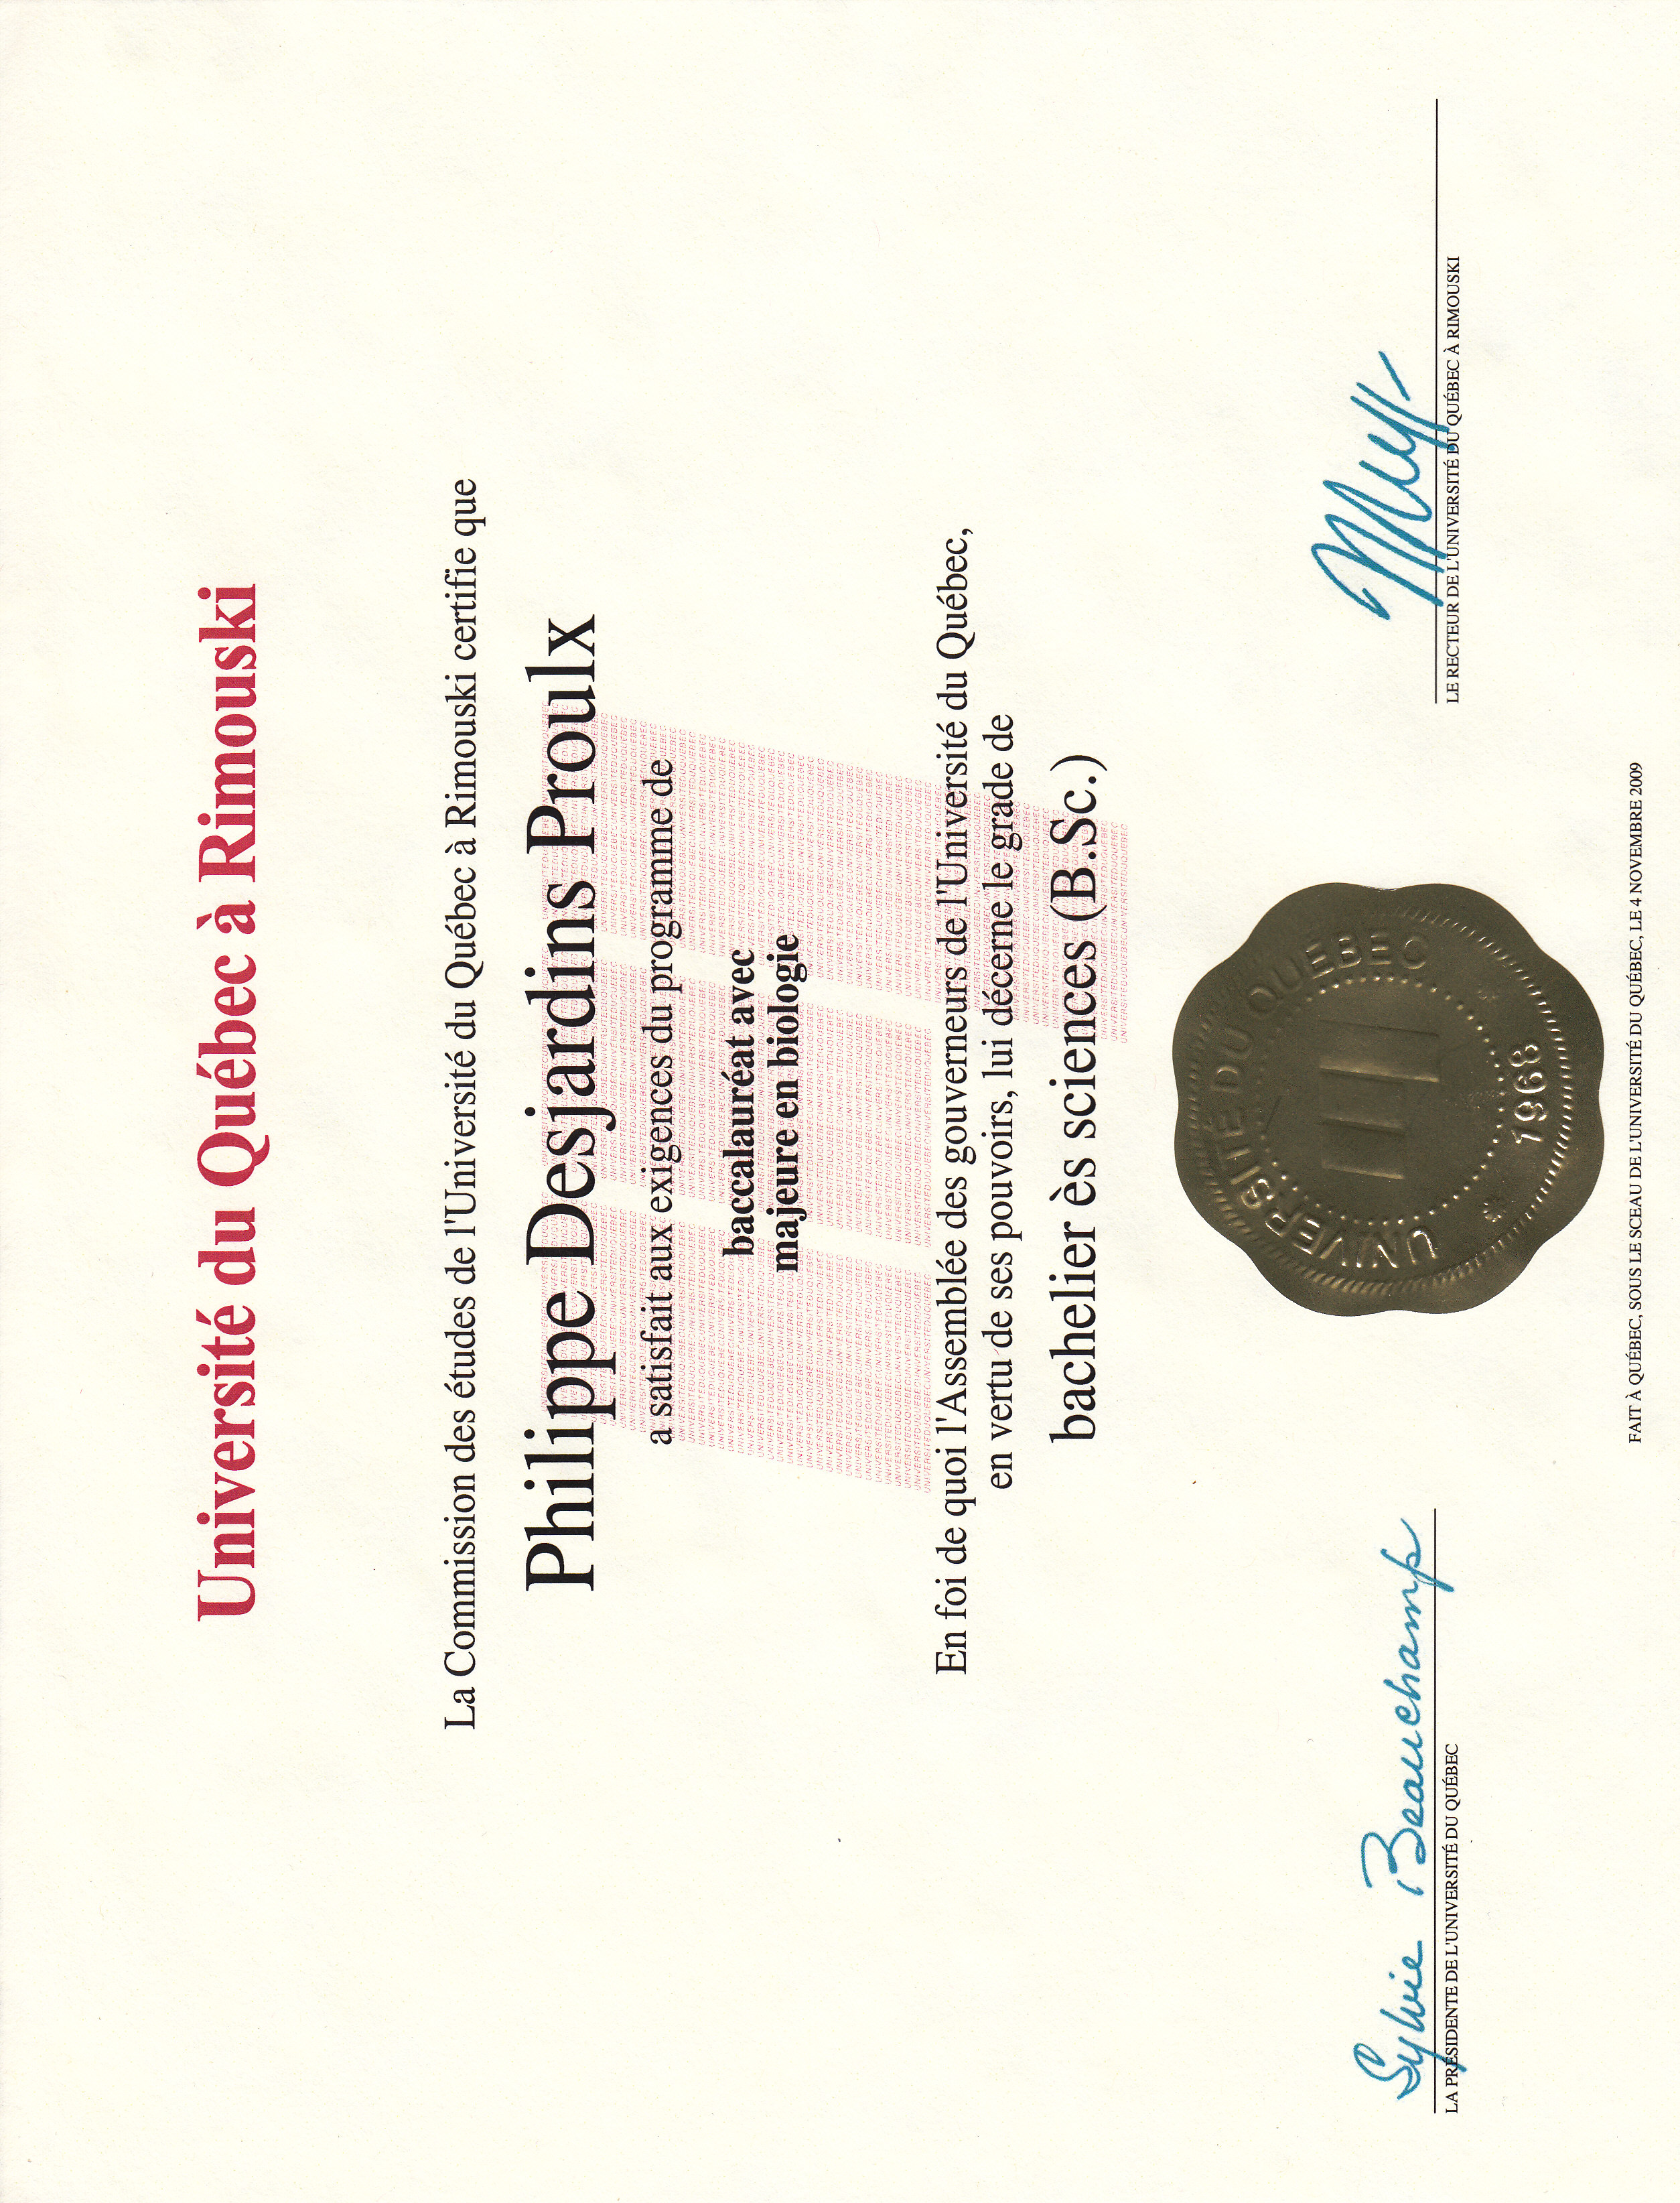 Université du Québec à Rimouski
La Commission des études de l'Université du Québec à Rimouski certifie que
Philippe Desjardins Proulx
a satisfait aux exigences du programme de
baccalauréat avec
majeure en biologie
En foi de quoi l'Assemblée des gouverneurs de l'Université du Québec,
en vertu de ses pouvoirs, lui décerne le grade de
bachelier ès sciences (B.Sc.)
Sylvie Beauchamp
LA PRÉSIDENTE DE L'UNIVERSITÉ DU QUÉBEC
UNIVERSITÉ DU QUÉBEC
1968
LE RECTEUR DE L'UNIVERSITÉ DU QUÉBEC À RIMOUSKI
FAIT À QUÉBEC, SOUS LE SCEAU DE L'UNIVERSITÉ DU QUÉBEC, LE 4 NOVEMBRE 2009